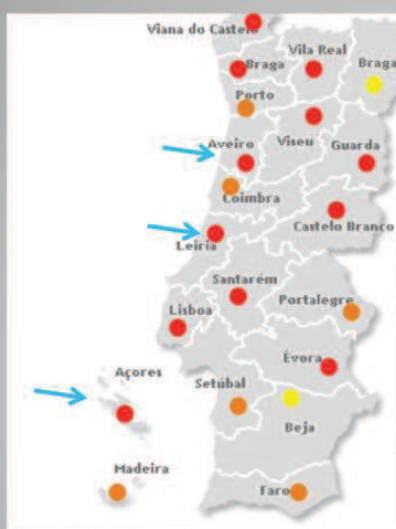 Viana do Castelo
Vila Real
Braga
Braga
Porto
Aveiro
Viseu
Guarda
Coimbra
Castelo Branco
Leiria
Santarém
Portalegre
Lisboa
Évora
Açores
Setúbal
Beja
Madeira
Faro